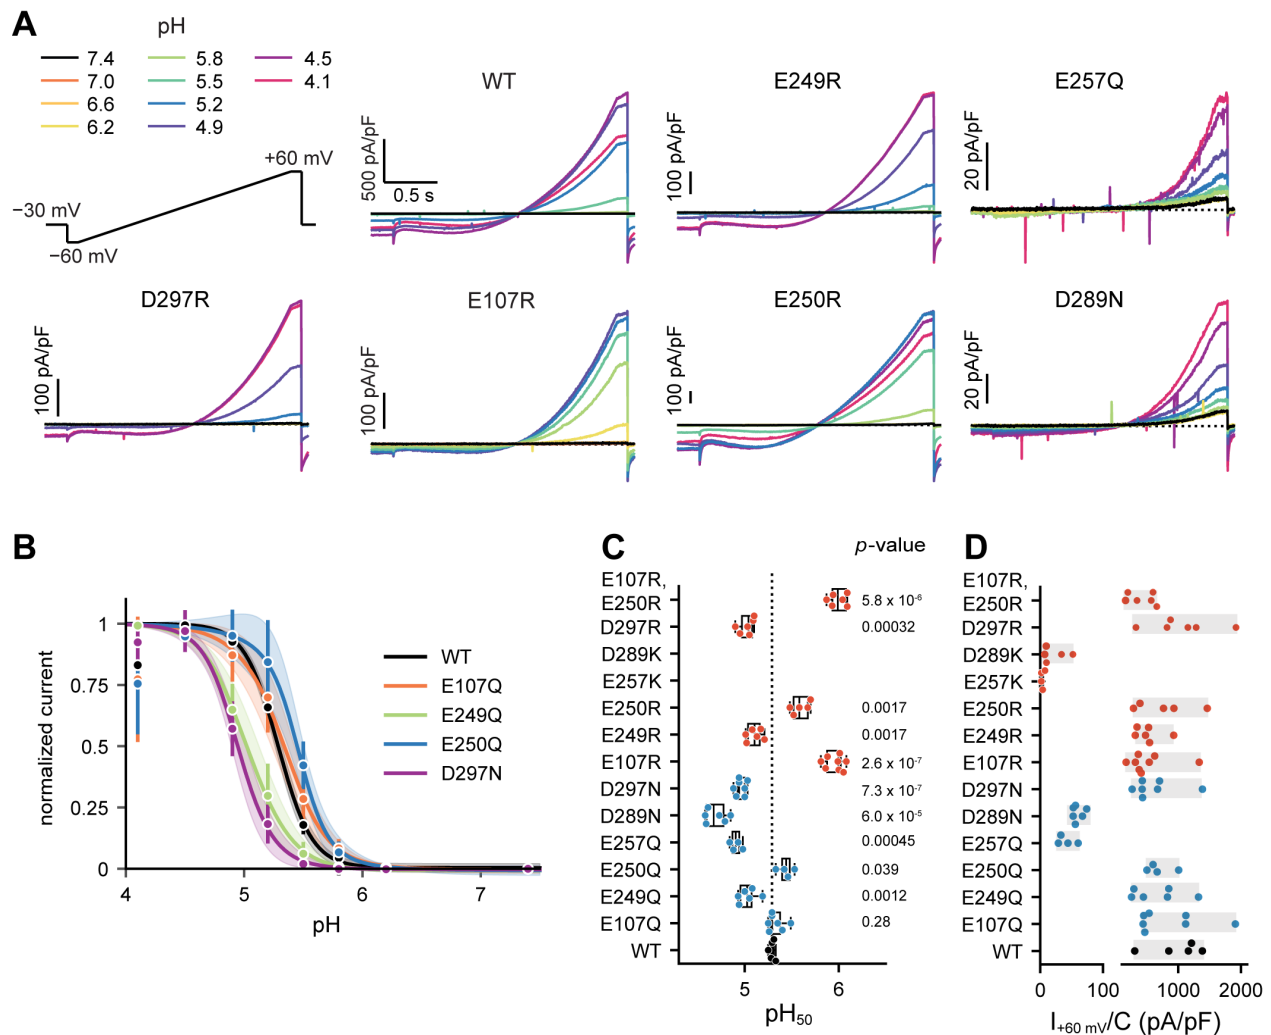 A
pH
7.4
7.0
6.6
6.2
5.8
5.5
5.2
4.9
4.5
4.1
+60 mV
−30 mV
−60 mV
WT
500 pA/pF
0.5 s
E249R
100 pA/pF
E257Q
20 pA/pF
D297R
100 pA/pF
E107R
100 pA/pF
E250R
100 pA/pF
D289N
20 pA/pF
B
normalized current
1
0.75
0.5
0.25
0
4
5
6
7
pH
WT
E107Q
E249Q
E250Q
D297N
C
p-value
E107R,
E250R
5.8 x 10⁻⁶
D297R
0.00032
D289K
E257K
E250R
0.0017
E249R
0.0017
E107R
2.6 x 10⁻⁷
D297N
7.3 x 10⁻⁷
D289N
6.0 x 10⁻⁵
E257Q
0.00045
E250Q
0.039
E249Q
0.0012
E107Q
0.28
WT
5
6
pH₅₀
D
E107R,
E250R
D297R
D289K
E257K
E250R
E249R
E107R
D297N
D289N
E257Q
E250Q
E249Q
E107Q
WT
0
100
1000
2000
I₊₆₀ ₘᵥ/C (pA/pF)